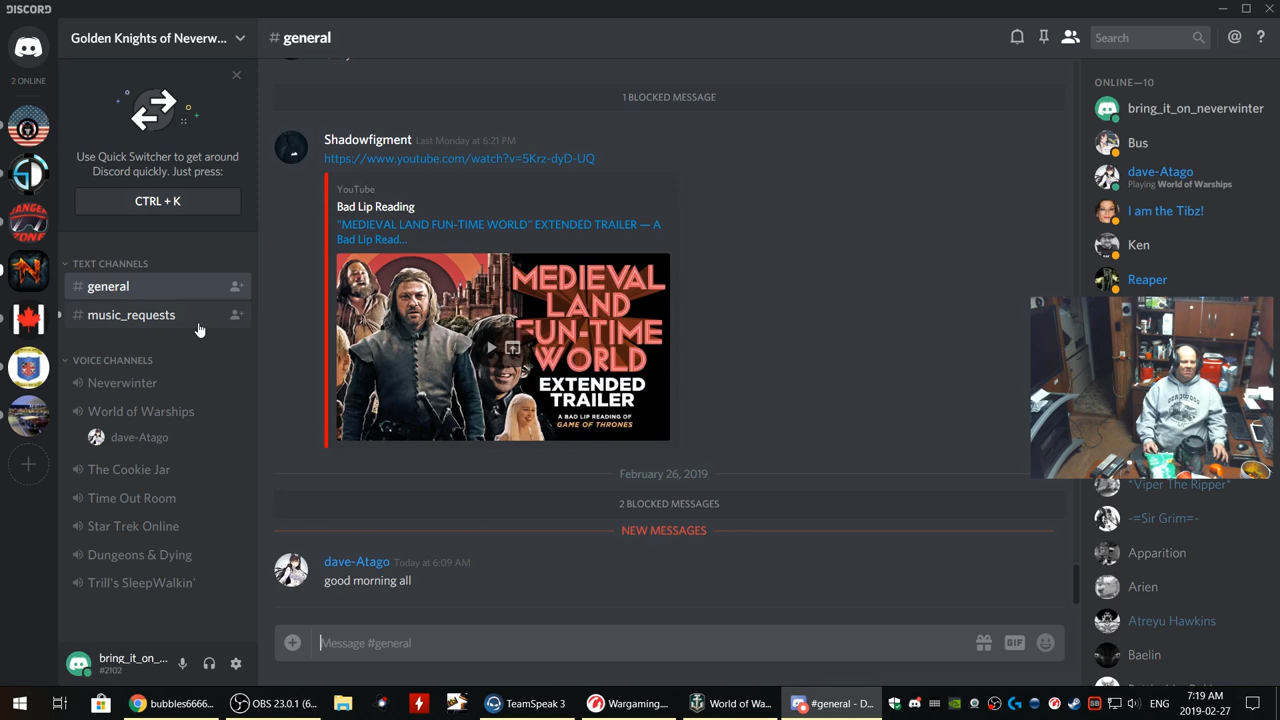 DISCORD
Golden Knights of Neverw...
# general
Search
2 ONLINE
Use Quick Switcher to get around
Discord quickly. Just press:
CTRL + K
TEXT CHANNELS
# general
# music_requests
VOICE CHANNELS
Neverwinter
World of Warships
dave-Atago
The Cookie Jar
Time Out Room
Star Trek Online
Dungeons & Dying
Trill's SleepWalkin'
bring_it_on_...
#2102
1 BLOCKED MESSAGE
Shadowfigment Last Monday at 6:21 PM
https://www.youtube.com/watch?v=5Krz-dyD-UQ
YouTube
Bad Lip Reading
"MEDIEVAL LAND FUN-TIME WORLD" EXTENDED TRAILER — A
Bad Lip Read...
MEDIEVAL
LAND
FUN-TIME
WORLD
EXTENDED
TRAILER
A BAD LIP READING OF
GAME OF THRONES
February 26, 2019
2 BLOCKED MESSAGES
NEW MESSAGES
dave-Atago Today at 6:09 AM
good morning all
Message #general
GIF
ONLINE—10
bring_it_on_neverwinter
Bus
dave-Atago
Playing World of Warships
I am the Tibz!
Ken
Reaper
*Viper The Ripper*
-=Sir Grim=-
Apparition
Arien
Atreyu Hawkins
Baelin
bubbles6666...
OBS 23.0.1 (6...
TeamSpeak 3
Wargaming....
World of Wa...
#general - D...
ENG
7:19 AM
2019-02-27